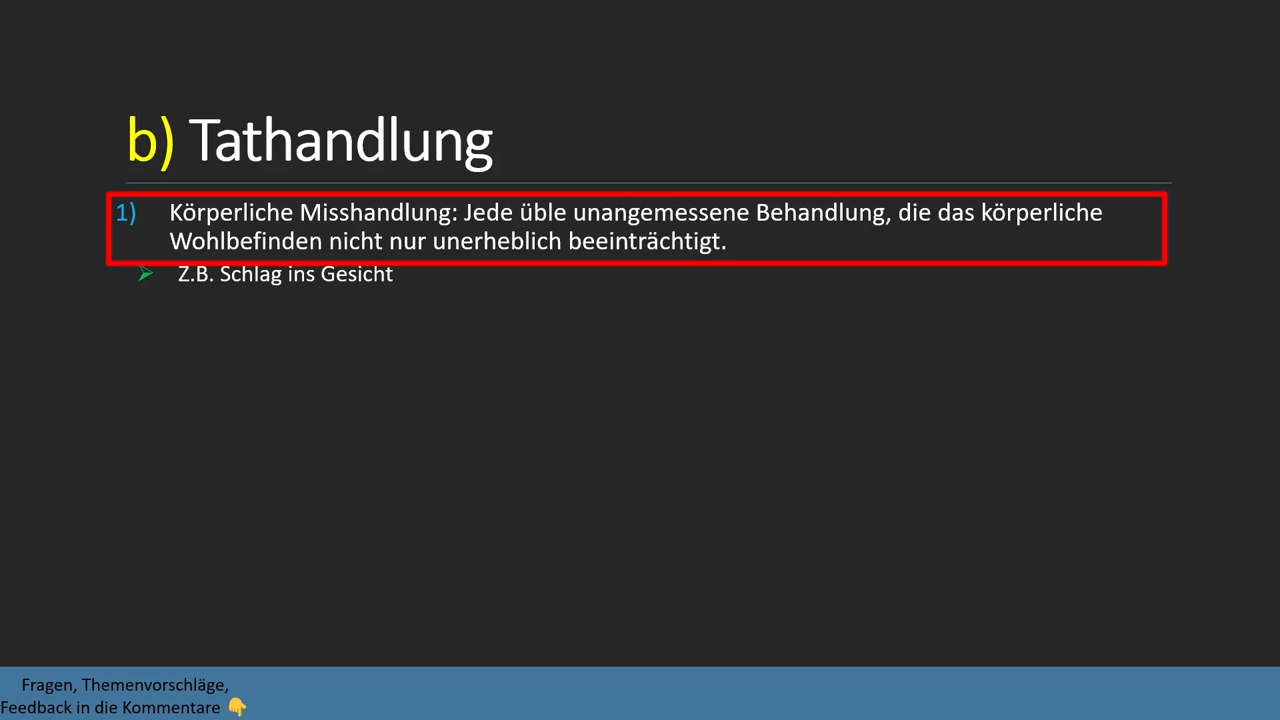 b) Tathandlung
1) Körperliche Misshandlung: Jede üble unangemessene Behandlung, die das körperliche
Wohlbefinden nicht nur unerheblich beeinträchtigt.
Z.B. Schlag ins Gesicht
Fragen, Themenvorschläge,
Feedback in die Kommentare 👇